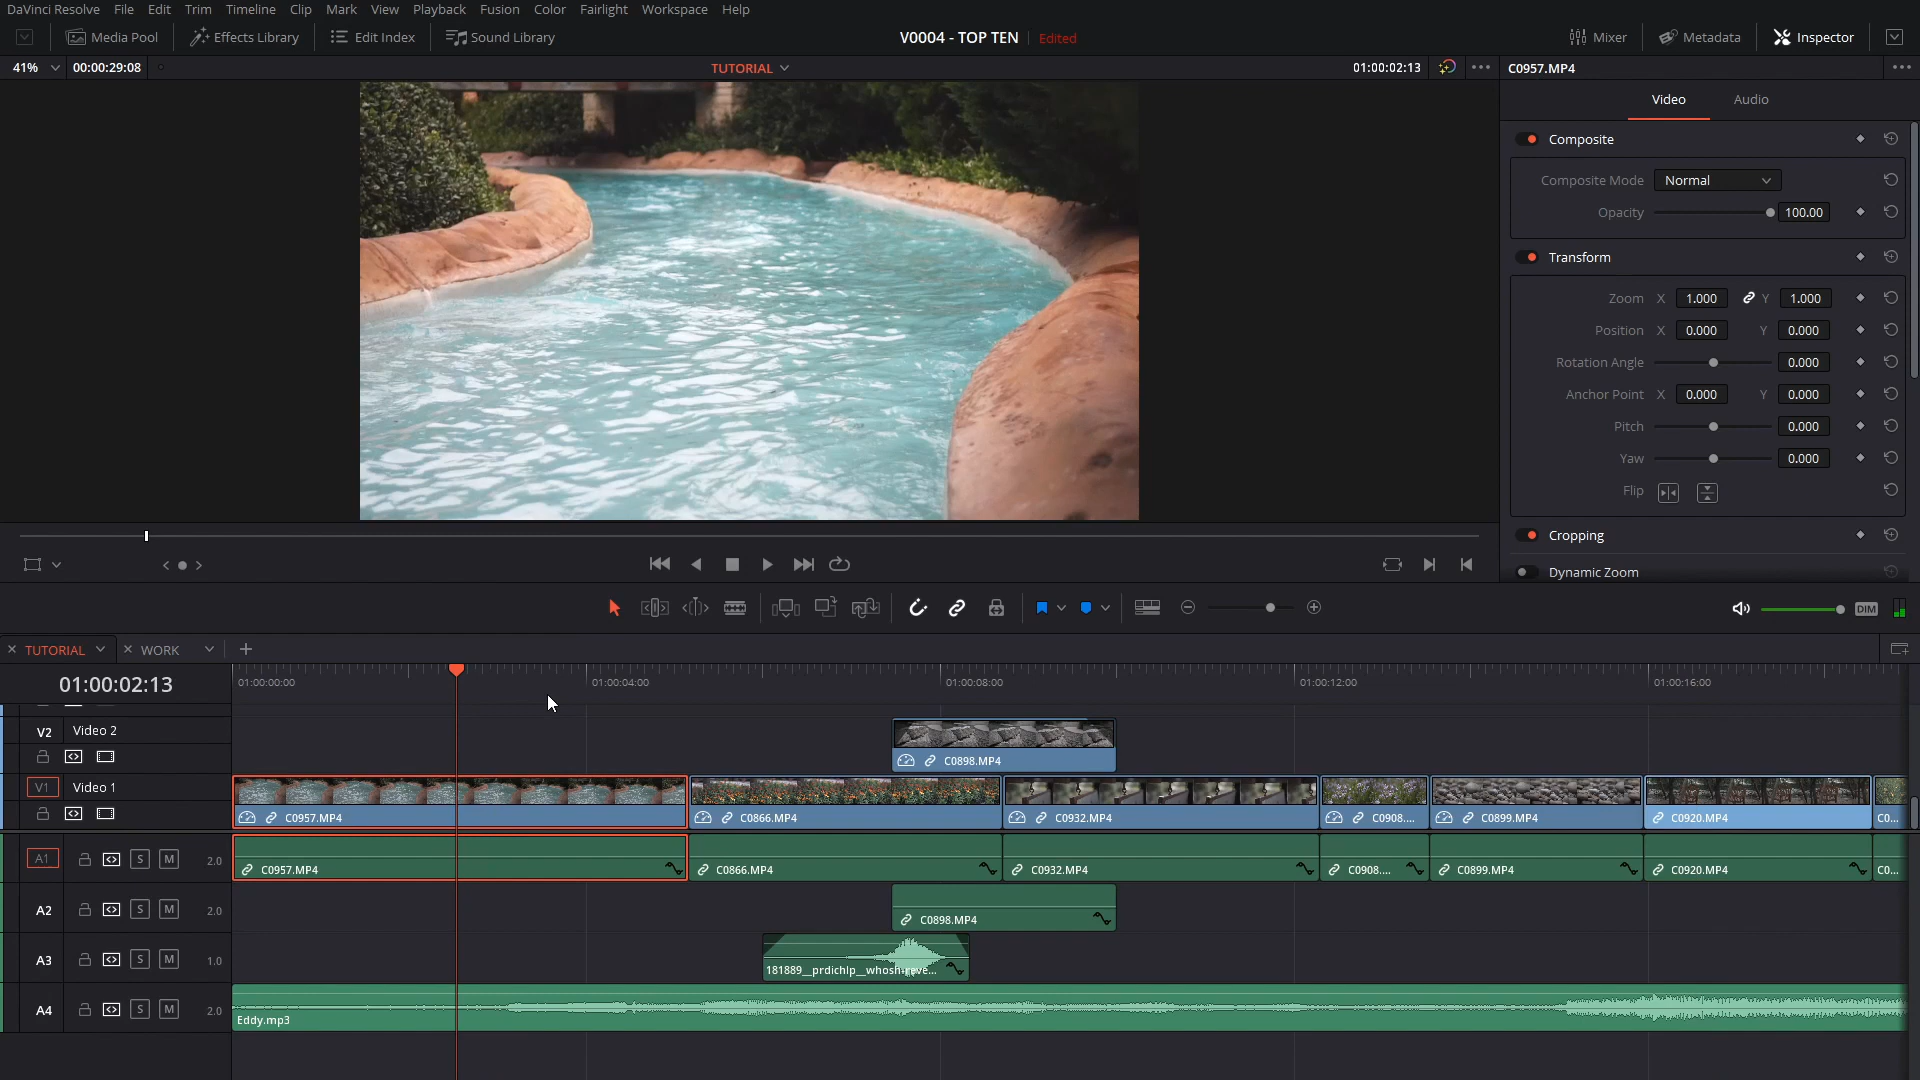 DaVinci Resolve File Edit Trim Timeline Clip Mark View Playback Fusion Color Fairlight Workspace Help
Media Pool Effects Library Edit Index Sound Library V0004 - TOP TEN Edited Mixer Metadata Inspector
41% 00:00:29:08 TUTORIAL 01:00:02:13 C0957.MP4
Video Audio
Composite
Composite Mode Normal
Opacity 100.00
Transform
Zoom X 1.000 Y 1.000
Position X 0.000 Y 0.000
Rotation Angle 0.000
Anchor Point X 0.000 Y 0.000
Pitch 0.000
Yaw 0.000
Flip
Cropping
Dynamic Zoom
DIM
TUTORIAL WORK
01:00:02:13 01:00:00:00 01:00:04:00 01:00:08:00 01:00:12:00 01:00:16:00
V2 Video 2
C0898.MP4
V1 Video 1
C0957.MP4 C0866.MP4 C0932.MP4 C0908.... C0899.MP4 C0920.MP4 C0...
A1 S M 2.0
C0957.MP4 C0866.MP4 C0932.MP4 C0908.... C0899.MP4 C0920.MP4 C0...
A2 S M 2.0
C0898.MP4
A3 S M 1.0
181889__prdichlp__whosh-reve...
A4 S M 2.0
Eddy.mp3